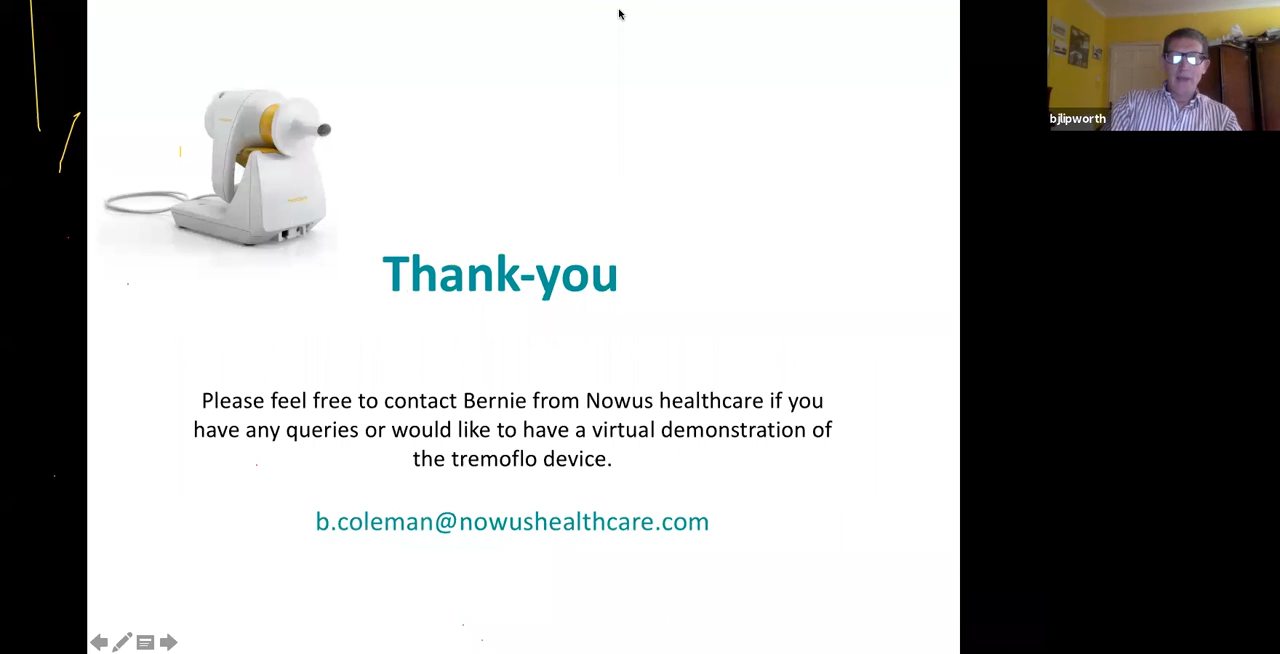 bjlipworth
Thank-you
Please feel free to contact Bernie from Nowus healthcare if you
have any queries or would like to have a virtual demonstration of
the tremoflo device.
b.coleman@nowushealthcare.com